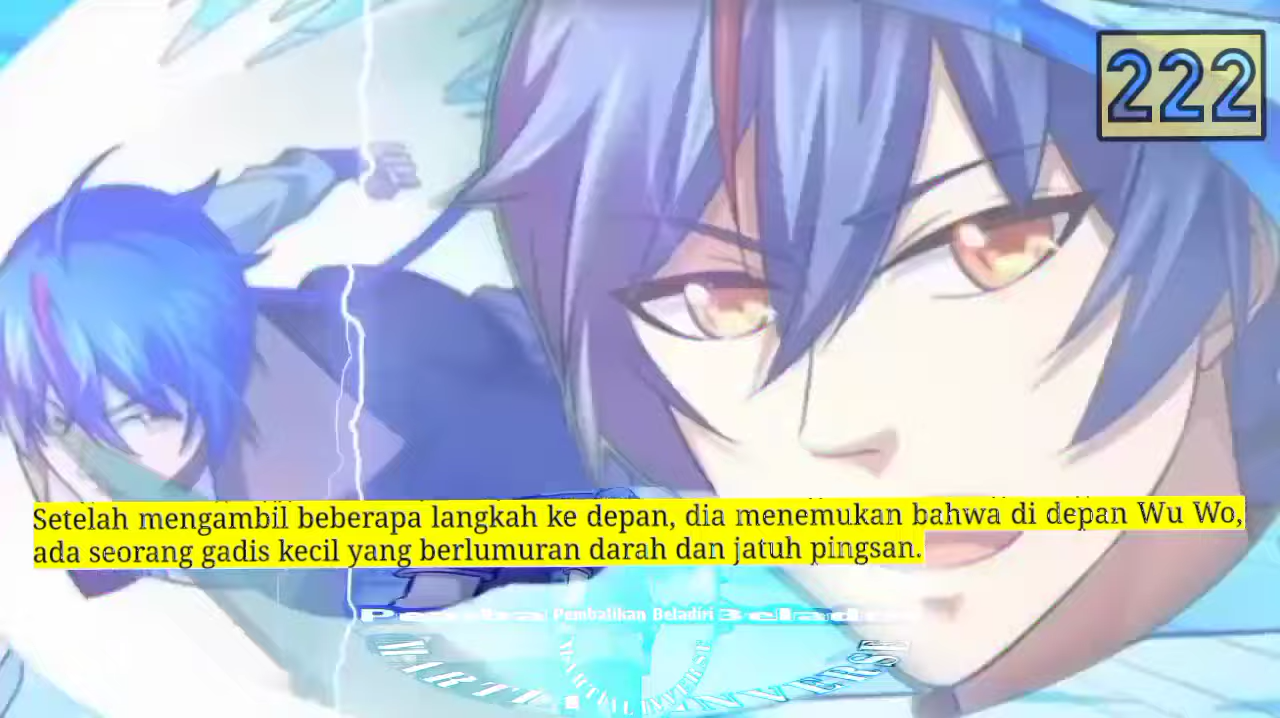 222
Setelah mengambil beberapa langkah ke depan, dia menemukan bahwa di depan Wu Wo,
ada seorang gadis kecil yang berlumuran darah dan jatuh pingsan.
Pembalikan Beladiri